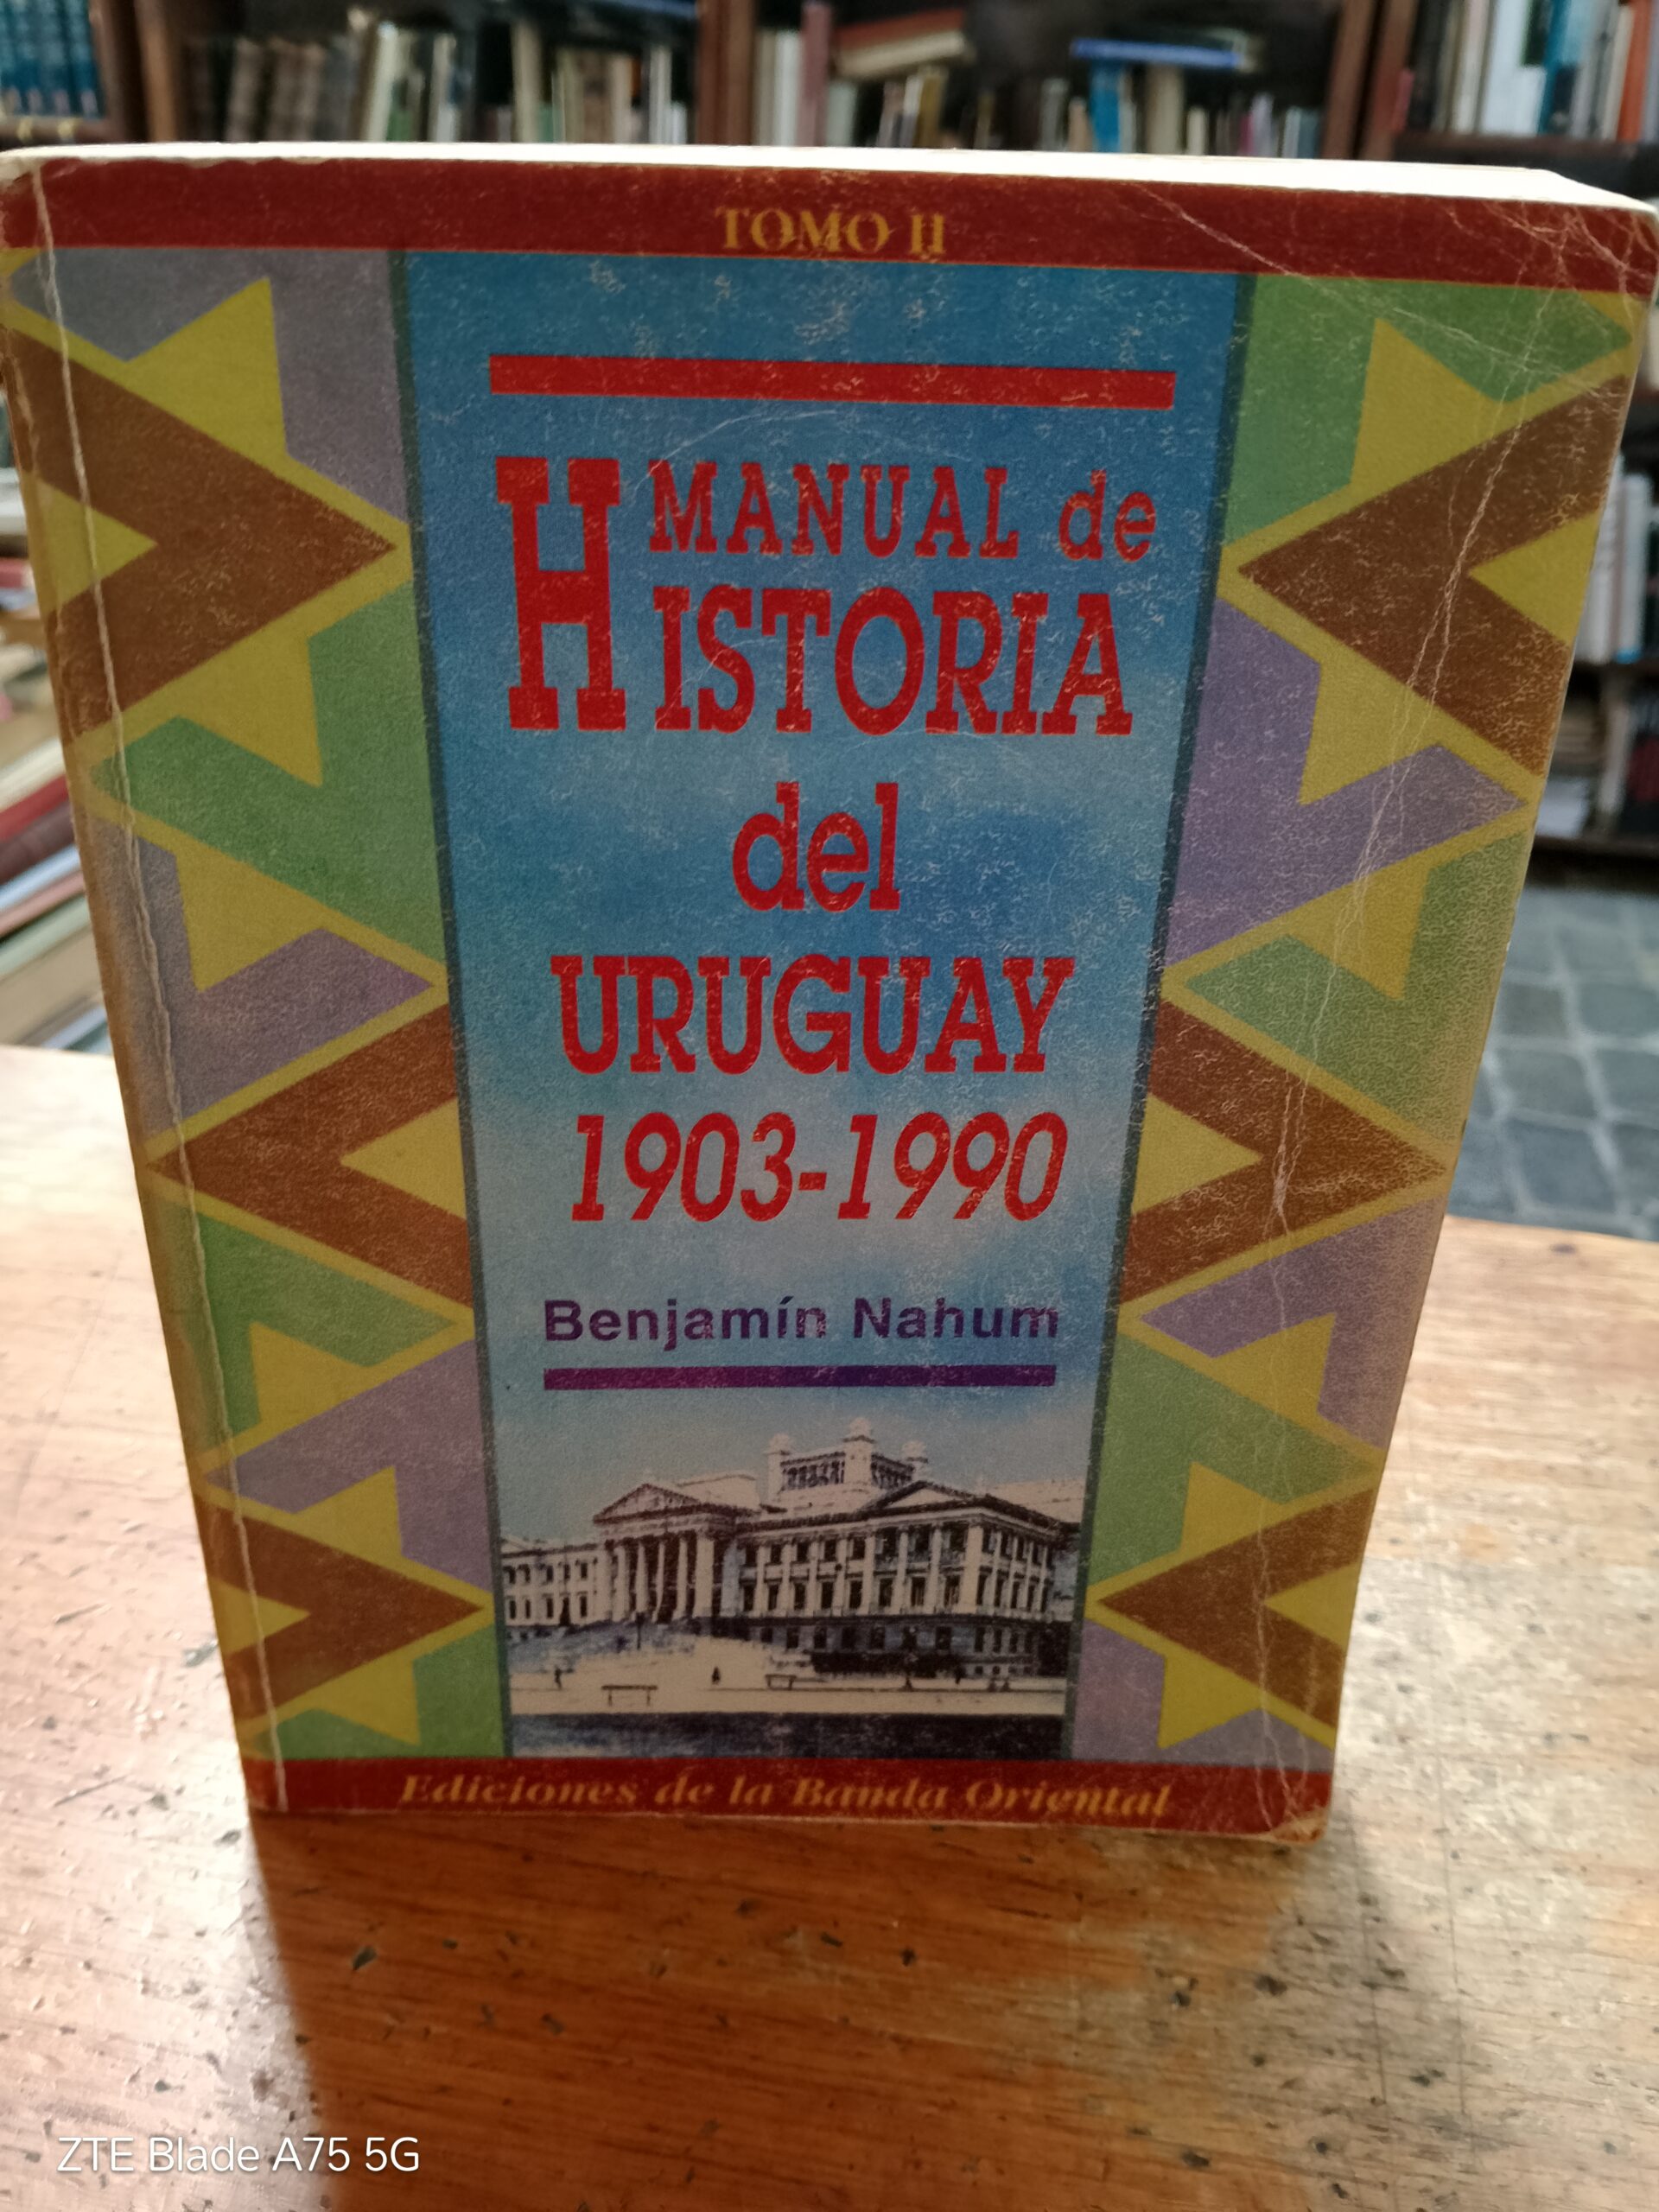 TOMO II
MANUAL de
HISTORIA
del
URUGUAY
1903-1990
Benjamín Nahum
Ediciones de la Banda Oriental
ZTE Blade A75 5G